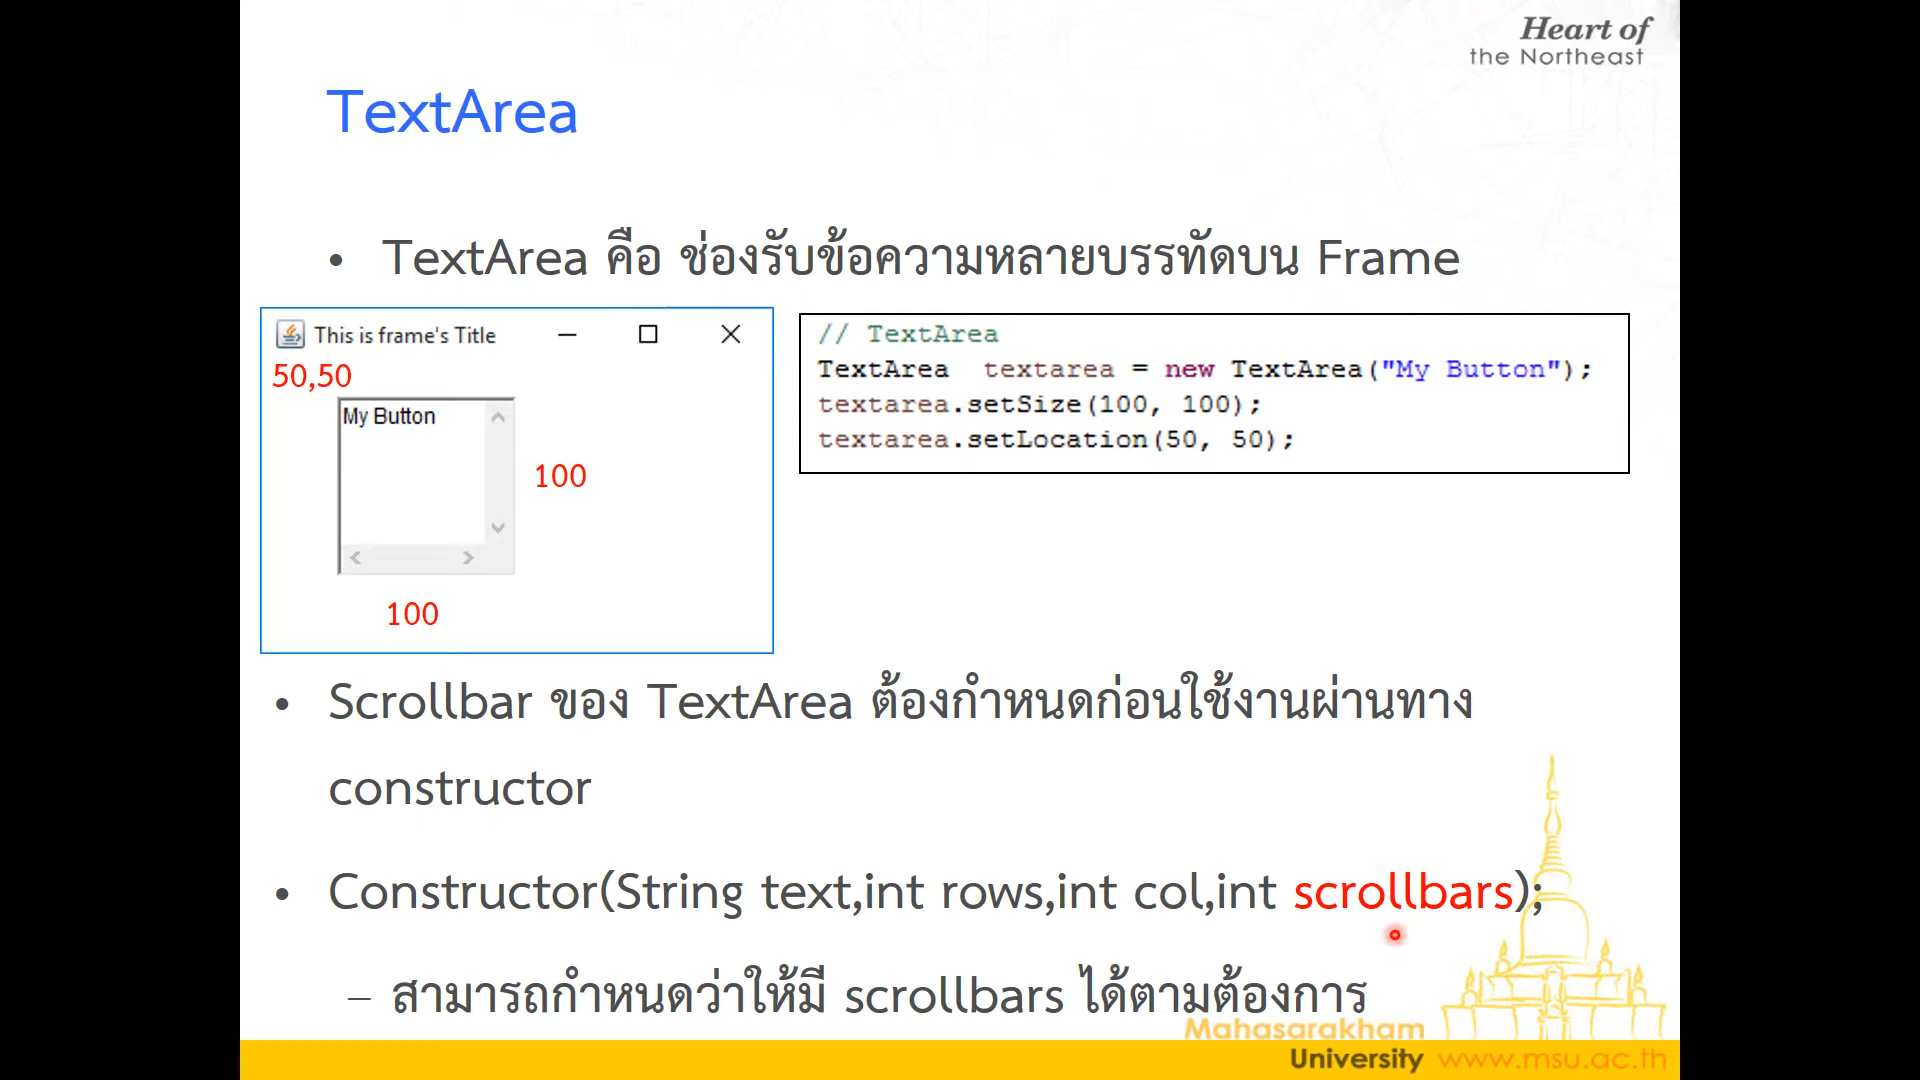 Heart of
the Northeast
TextArea
• TextArea คือ ช่องรับข้อความหลายบรรทัดบน Frame
This is frame's Title
50,50
My Button
100
100
// TextArea
TextArea textarea = new TextArea("My Button");
textarea.setSize(100, 100);
textarea.setLocation(50, 50);
• Scrollbar ของ TextArea ต้องกำหนดก่อนใช้งานผ่านทาง
constructor
• Constructor(String text,int rows,int col,int scrollbars);
– สามารถกำหนดว่าให้มี scrollbars ได้ตามต้องการ
Mahasarakham
University www.msu.ac.th